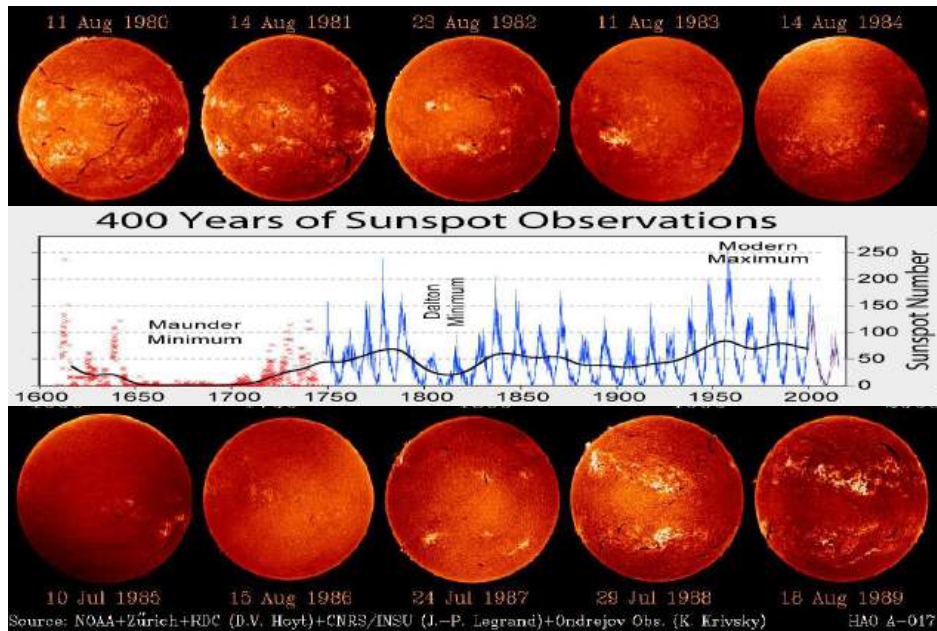 11 Aug 1980 14 Aug 1981 23 Aug 1982 11 Aug 1983 14 Aug 1984
400 Years of Sunspot Observations
Modern
Maximum
Dalton
Minimum
Maunder
Minimum
250
200
150
100
50
0
Sunspot Number
1600 1650 1700 1750 1800 1850 1900 1950 2000
10 Jul 1985 15 Aug 1986 24 Jul 1987 29 Jul 1988 18 Aug 1989
Source: NOAA+Zürich+RDC (D.V. Hoyt)+CNRS/INSU (J.-P. Legrand)+Ondrejov Obs. (K. Krivsky) HAO A-017